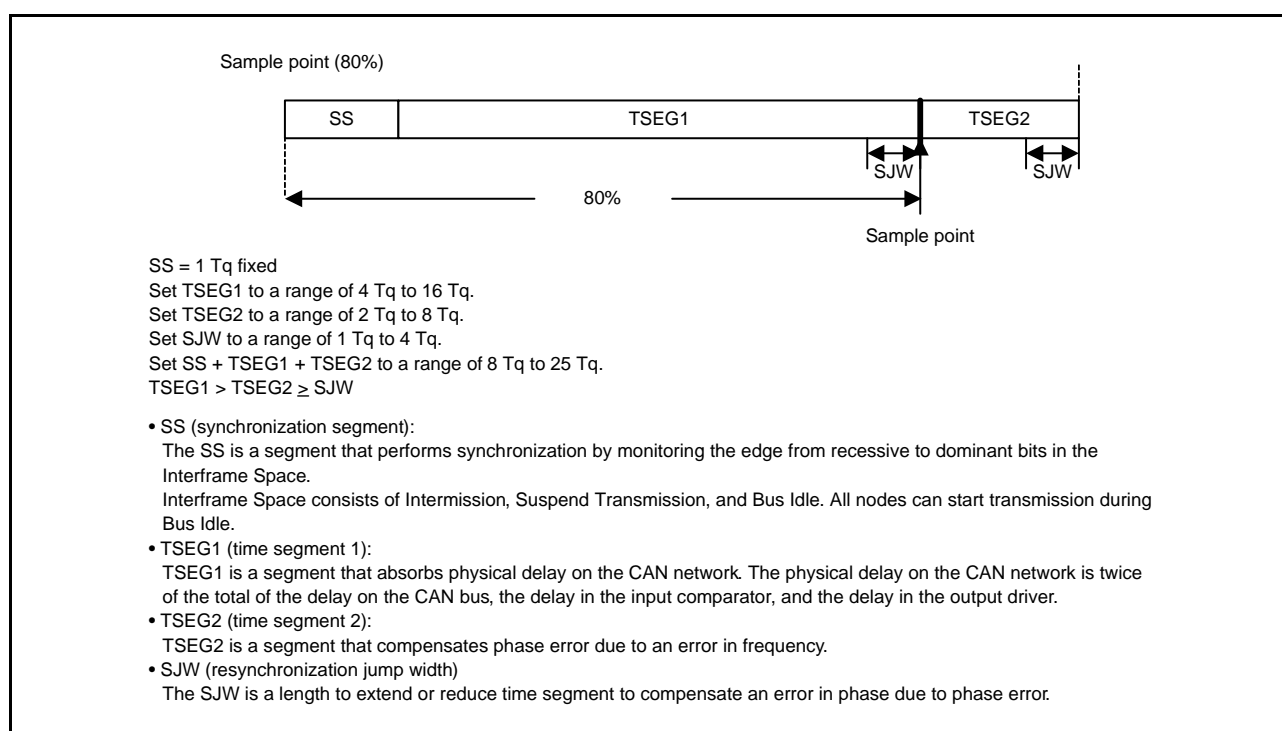 Sample point (80%)
SS TSEG1 TSEG2
SJW SJW
80%
Sample point
SS = 1 Tq fixed
Set TSEG1 to a range of 4 Tq to 16 Tq.
Set TSEG2 to a range of 2 Tq to 8 Tq.
Set SJW to a range of 1 Tq to 4 Tq.
Set SS + TSEG1 + TSEG2 to a range of 8 Tq to 25 Tq.
TSEG1 > TSEG2 ≥ SJW
• SS (synchronization segment):
The SS is a segment that performs synchronization by monitoring the edge from recessive to dominant bits in the
Interframe Space.
Interframe Space consists of Intermission, Suspend Transmission, and Bus Idle. All nodes can start transmission during
Bus Idle.
• TSEG1 (time segment 1):
TSEG1 is a segment that absorbs physical delay on the CAN network. The physical delay on the CAN network is twice
of the total of the delay on the CAN bus, the delay in the input comparator, and the delay in the output driver.
• TSEG2 (time segment 2):
TSEG2 is a segment that compensates phase error due to an error in frequency.
• SJW (resynchronization jump width)
The SJW is a length to extend or reduce time segment to compensate an error in phase due to phase error.